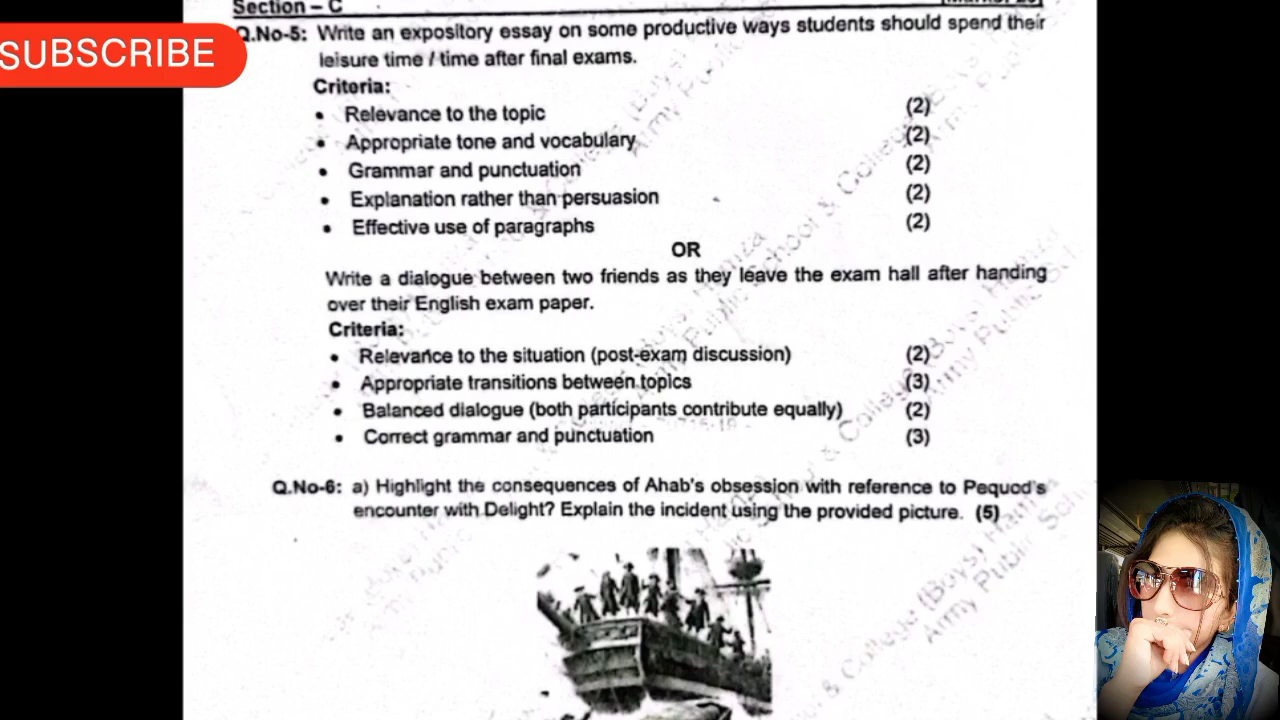 Section – C
SUBSCRIBE
Q.No-5: Write an expository essay on some productive ways students should spend their
leisure time / time after final exams.
Criteria:
• Relevance to the topic (2)
• Appropriate tone and vocabulary (2)
• Grammar and punctuation (2)
• Explanation rather than persuasion (2)
• Effective use of paragraphs (2)
OR
Write a dialogue between two friends as they leave the exam hall after handing
over their English exam paper.
Criteria:
• Relevance to the situation (post-exam discussion) (2)
• Appropriate transitions between topics (3)
• Balanced dialogue (both participants contribute equally) (2)
• Correct grammar and punctuation (3)
Q.No-6: a) Highlight the consequences of Ahab's obsession with reference to Pequod's
encounter with Delight? Explain the incident using the provided picture. (5)